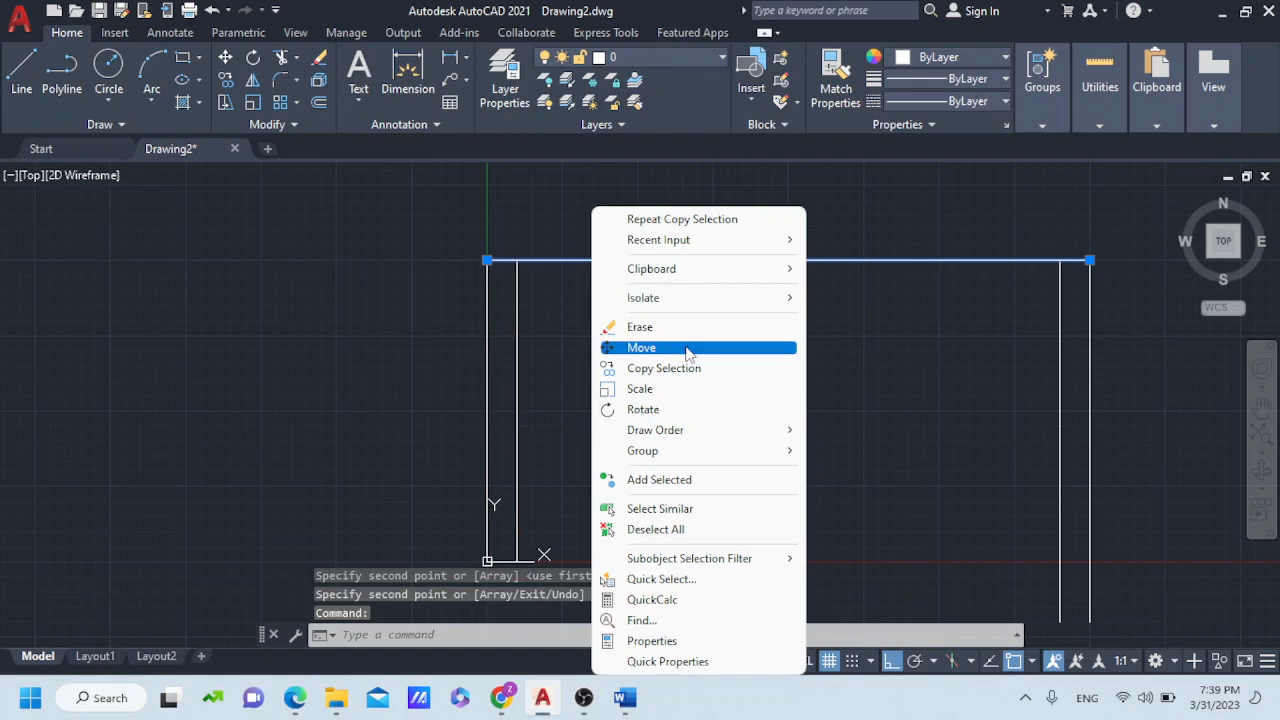 Autodesk AutoCAD 2021 Drawing2.dwg
Type a keyword or phrase
Sign In
Home Insert Annotate Parametric View Manage Output Add-ins Collaborate Express Tools Featured Apps
Line Polyline Circle Arc
Text Dimension
Layer Properties
0
Insert
Match Properties
ByLayer
ByLayer
ByLayer
Groups Utilities Clipboard View
Draw Modify Annotation Layers Block Properties
Start Drawing2*
[−][Top][2D Wireframe]
N
W TOP E
S
WCS
Repeat Copy Selection
Recent Input
Clipboard
Isolate
Erase
Move
Copy Selection
Scale
Rotate
Draw Order
Group
Add Selected
Select Similar
Deselect All
Subobject Selection Filter
Quick Select...
QuickCalc
Find...
Properties
Quick Properties
Y
X
Specify second point or [Array] <use first
Specify second point or [Array/Exit/Undo]
Command:
Type a command
Model Layout1 Layout2
1:1
Search
ENG
7:39 PM
3/31/2023